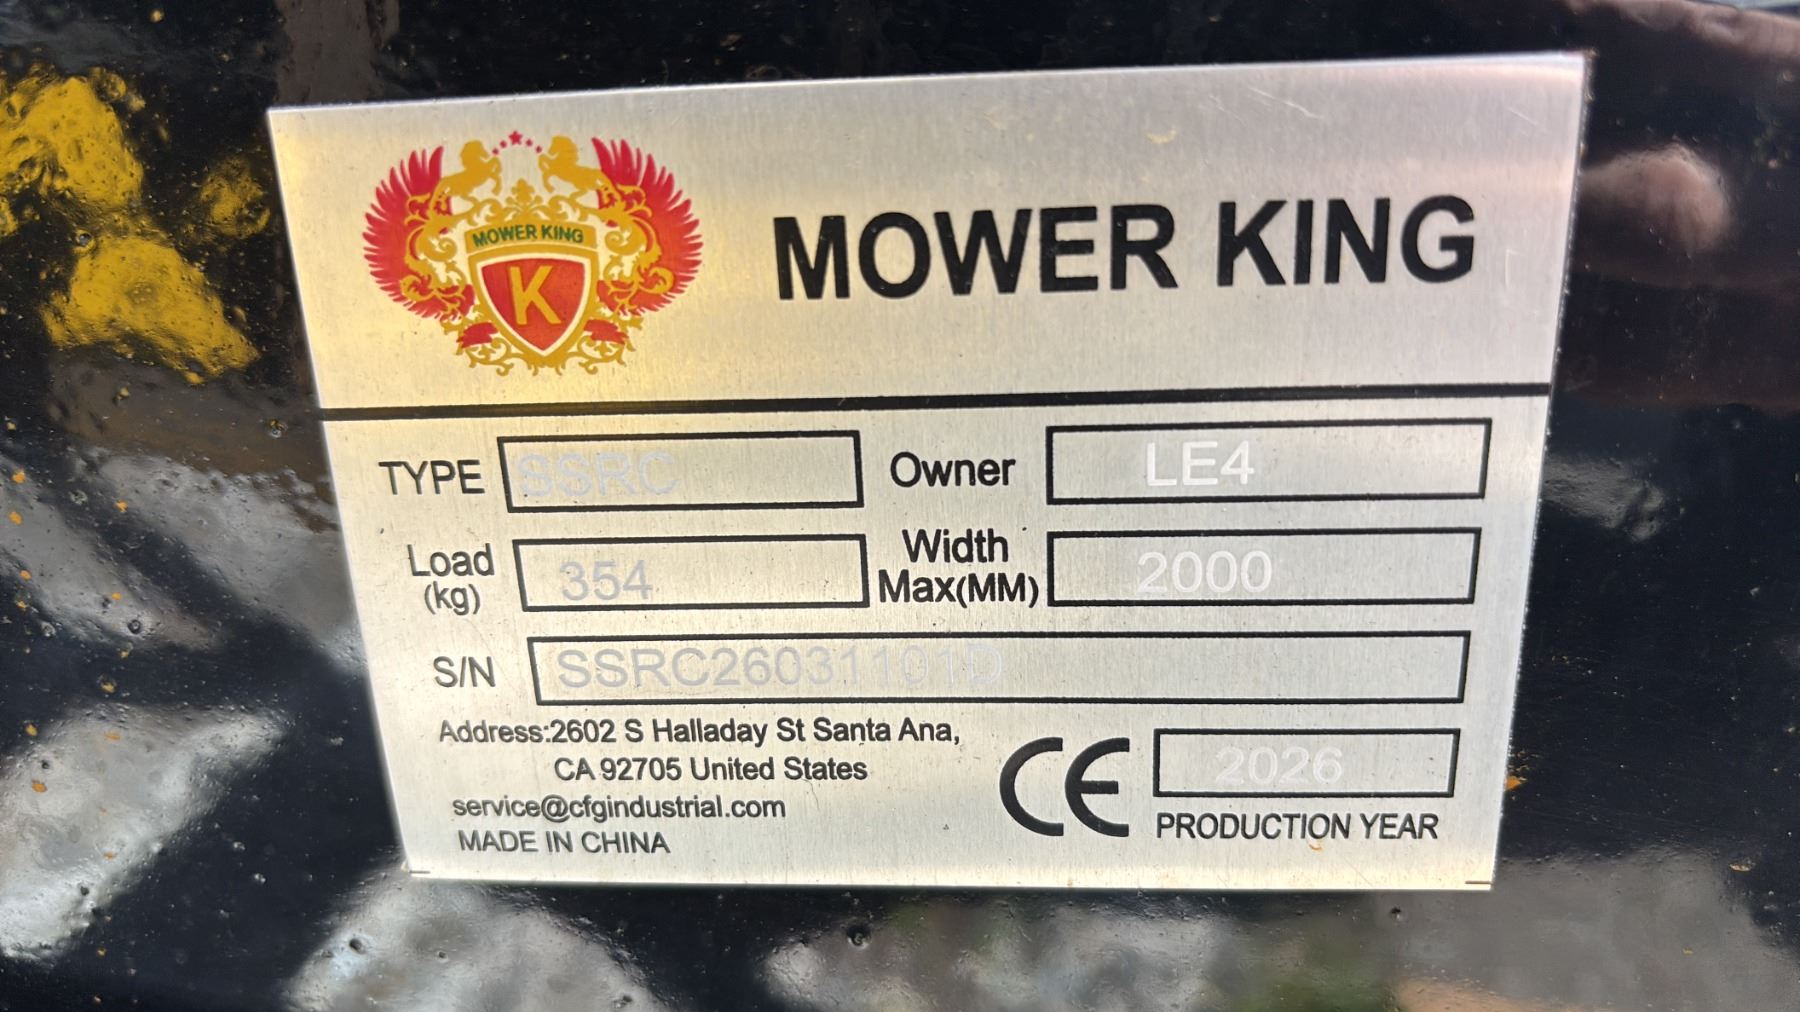 MOWER KING
K
MOWER KING
TYPE SSRC Owner LE4
Load (kg) 354 Width Max(MM) 2000
S/N SSRC26031101D
Address:2602 S Halladay St Santa Ana,
CA 92705 United States
service@cfgindustrial.com
MADE IN CHINA
CE 2026
PRODUCTION YEAR